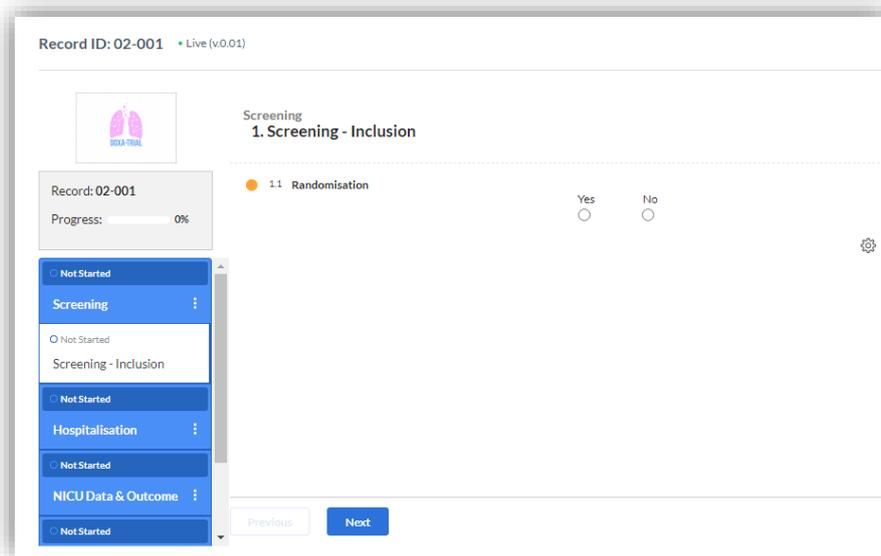 Record ID: 02-001 • Live (v.0.01)
DOXA-TRIAL
Record: 02-001
Progress: 0%
Not Started
Screening
Not Started
Screening - Inclusion
Not Started
Hospitalisation
Not Started
NICU Data & Outcome
Not Started
Screening
1. Screening - Inclusion
1.1 Randomisation
Yes No
Previous Next